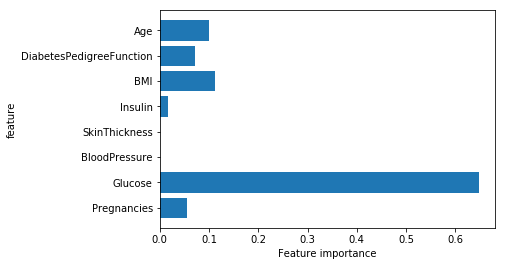 Age
DiabetesPedigreeFunction
BMI
Insulin
SkinThickness
BloodPressure
Glucose
Pregnancies
feature
0.0 0.1 0.2 0.3 0.4 0.5 0.6
Feature importance